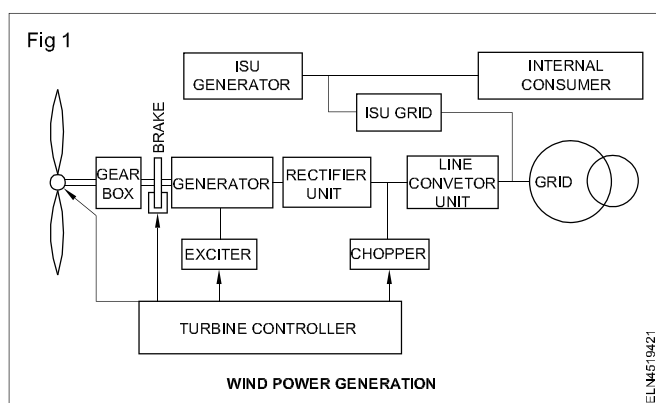 Fig 1
ISU
GENERATOR
INTERNAL
CONSUMER
ISU GRID
BRAKE
GEAR
BOX
GENERATOR
RECTIFIER
UNIT
LINE
CONVETOR
UNIT
GRID
EXCITER
CHOPPER
TURBINE CONTROLLER
WIND POWER GENERATION
ELN4519421